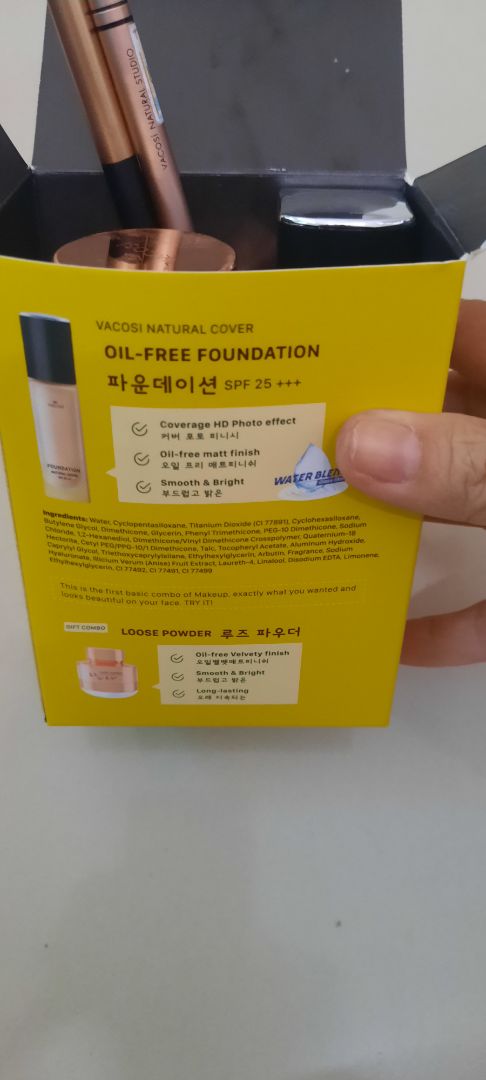 VACOSI NATURAL STUDIO
VACOSI NATURAL COVER
OIL-FREE FOUNDATION
파운데이션 SPF 25 +++
Coverage HD Photo effect
커버 포토 피니시
Oil-free matt finish
오일 프리 매트피니쉬
Smooth & Bright
부드럽고 밝은
WATER BLEN
FOUNDATION
Ingredients: Water, Cyclopentasiloxane, Titanium Dioxide (CI 77891), Cyclohexasiloxane,
Butylene Glycol, Dimethicone, Glycerin, Phenyl Trimethicone, PEG-10 Dimethicone, Sodium
Chloride, 1,2-Hexanediol, Dimethicone/Vinyl Dimethicone Crosspolymer, Quaternium-18
Hectorite, Cetyl PEG/PPG-10/1 Dimethicone, Talc, Tocopheryl Acetate, Aluminum Hydroxide,
Caprylyl Glycol, Triethoxycaprylylsilane, Ethylhexylglycerin, Arbutin, Fragrance, Sodium
Hyaluronate, Illicium Verum (Anise) Fruit Extract, Laureth-4, Linalool, Disodium EDTA, Limonene,
Ethylhexylglycerin, CI 77492, CI 77491, CI 77499
This is the first basic combo of Makeup, exactly what you wanted and
looks beautiful on your face. TRY IT!
GIFT COMBO
LOOSE POWDER 루즈 파우더
Oil-free Velvety finish
오일벨벳매트피니쉬
Smooth & Bright
부드럽고 밝은
Long-lasting
오래 지속되는